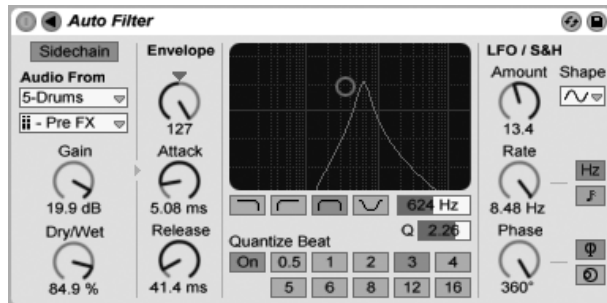 Auto Filter
Sidechain
Audio From
5-Drums
ii - Pre FX
Gain
19.9 dB
Dry/Wet
84.9 %
Envelope
127
Attack
5.08 ms
Release
41.4 ms
624 Hz
Q 2.26
Quantize Beat
On 0.5 1 2 3 4
5 6 8 12 16
LFO / S&H
Amount
13.4
Shape
Rate
8.48 Hz
Hz
Phase
360°
Φ